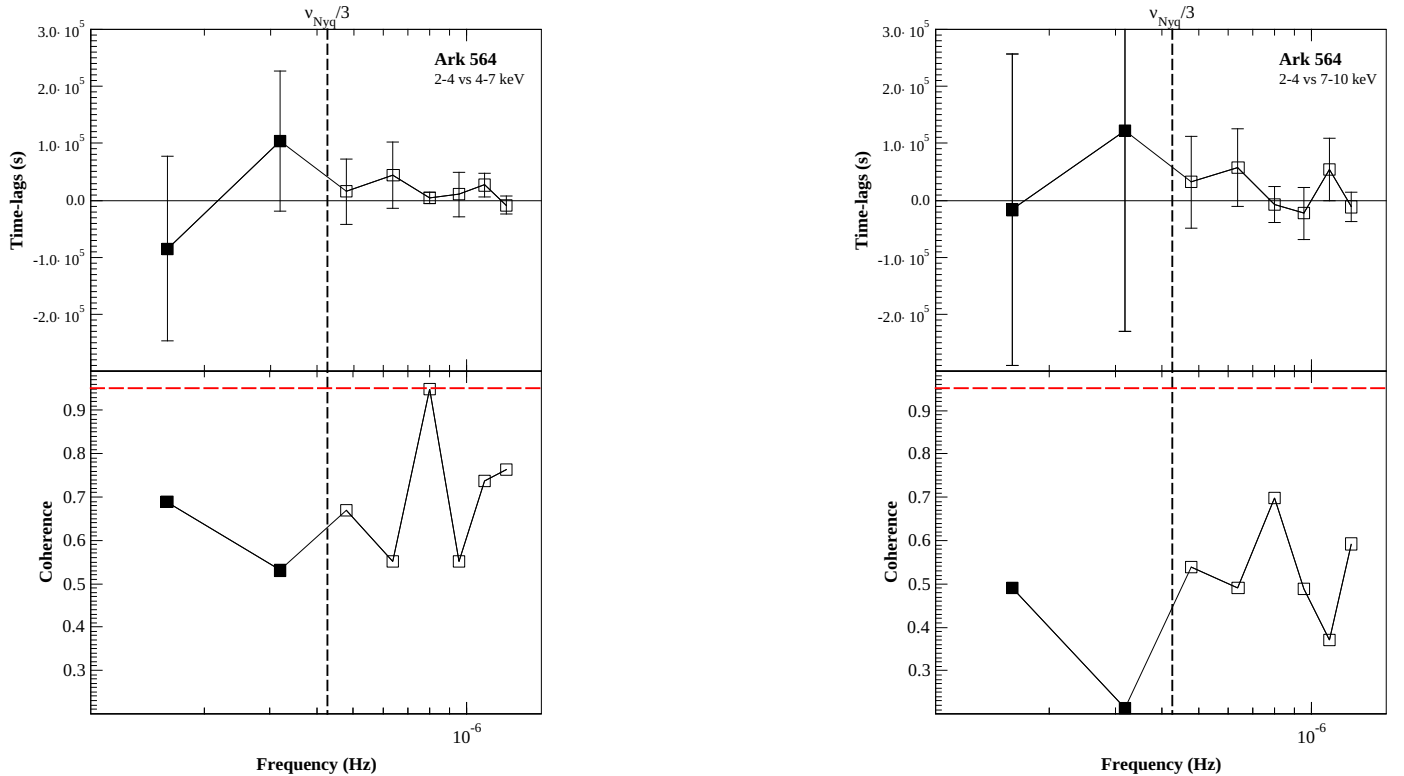 ν_Nyq/3
3.0· 10^5
2.0· 10^5
1.0· 10^5
0.0
-1.0· 10^5
-2.0· 10^5
Time-lags (s)
Ark 564
2-4 vs 4-7 keV
0.9
0.8
0.7
0.6
0.5
0.4
0.3
Coherence
10^-6
Frequency (Hz)
ν_Nyq/3
3.0· 10^5
2.0· 10^5
1.0· 10^5
0.0
-1.0· 10^5
-2.0· 10^5
Time-lags (s)
Ark 564
2-4 vs 7-10 keV
0.9
0.8
0.7
0.6
0.5
0.4
0.3
Coherence
10^-6
Frequency (Hz)